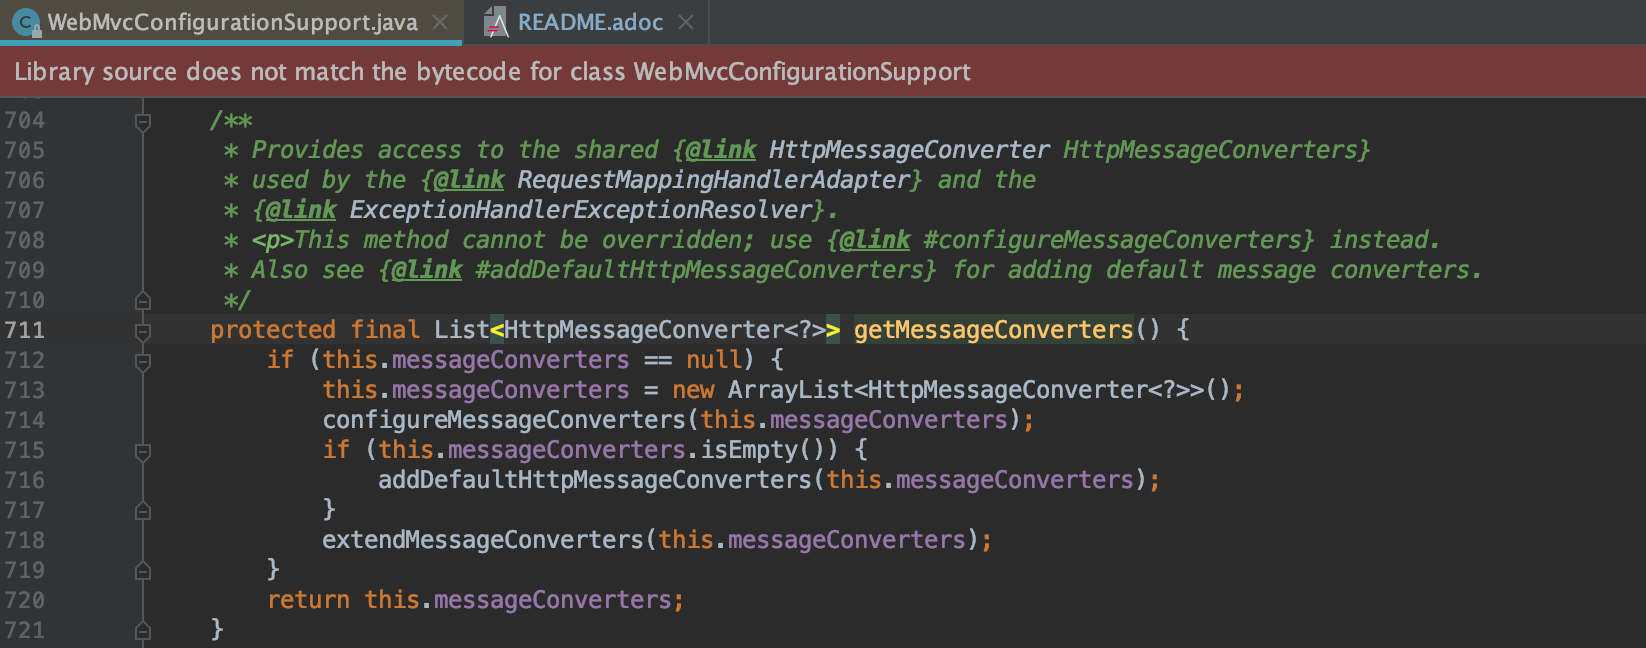 WebMvcConfigurationSupport.java README.adoc
Library source does not match the bytecode for class WebMvcConfigurationSupport
704 /**
705 * Provides access to the shared {@link HttpMessageConverter HttpMessageConverters}
706 * used by the {@link RequestMappingHandlerAdapter} and the
707 * {@link ExceptionHandlerExceptionResolver}.
708 * <p>This method cannot be overridden; use {@link #configureMessageConverters} instead.
709 * Also see {@link #addDefaultHttpMessageConverters} for adding default message converters.
710 */
711 protected final List<HttpMessageConverter<?>> getMessageConverters() {
712 if (this.messageConverters == null) {
713 this.messageConverters = new ArrayList<HttpMessageConverter<?>>();
714 configureMessageConverters(this.messageConverters);
715 if (this.messageConverters.isEmpty()) {
716 addDefaultHttpMessageConverters(this.messageConverters);
717 }
718 extendMessageConverters(this.messageConverters);
719 }
720 return this.messageConverters;
721 }